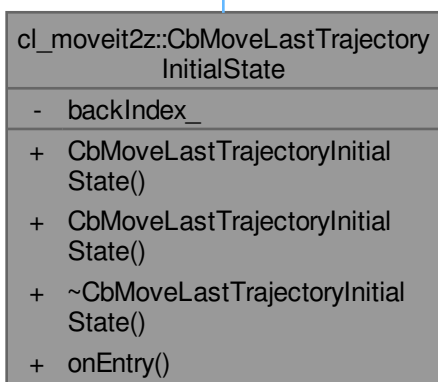 cl_moveit2z::CbMoveLastTrajectory
InitialState
- backIndex_
+ CbMoveLastTrajectoryInitial
State()
+ CbMoveLastTrajectoryInitial
State()
+ ~CbMoveLastTrajectoryInitial
State()
+ onEntry()